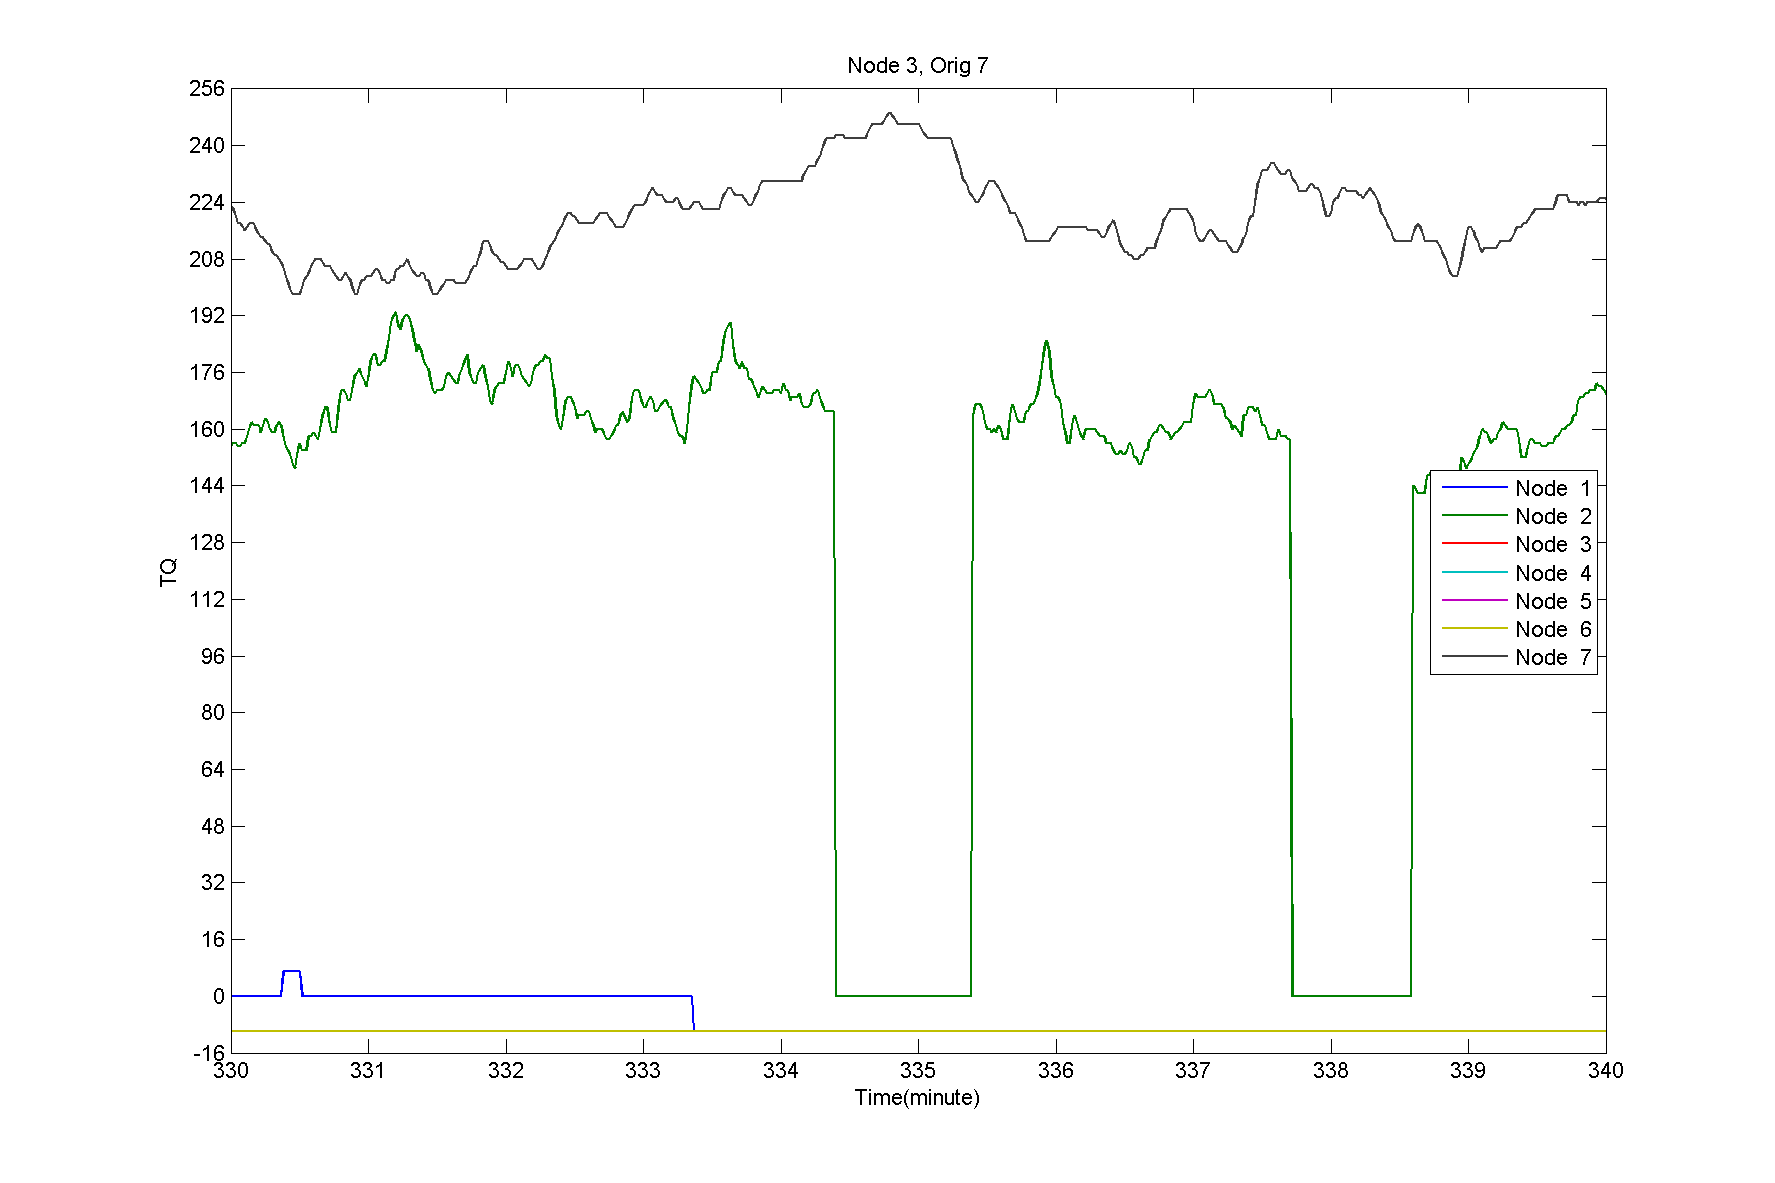 Node 3, Orig 7
256
240
224
208
192
176
160
144
128
112
96
80
64
48
32
16
0
-16
TQ
Node 1
Node 2
Node 3
Node 4
Node 5
Node 6
Node 7
330 331 332 333 334 335 336 337 338 339 340
Time(minute)